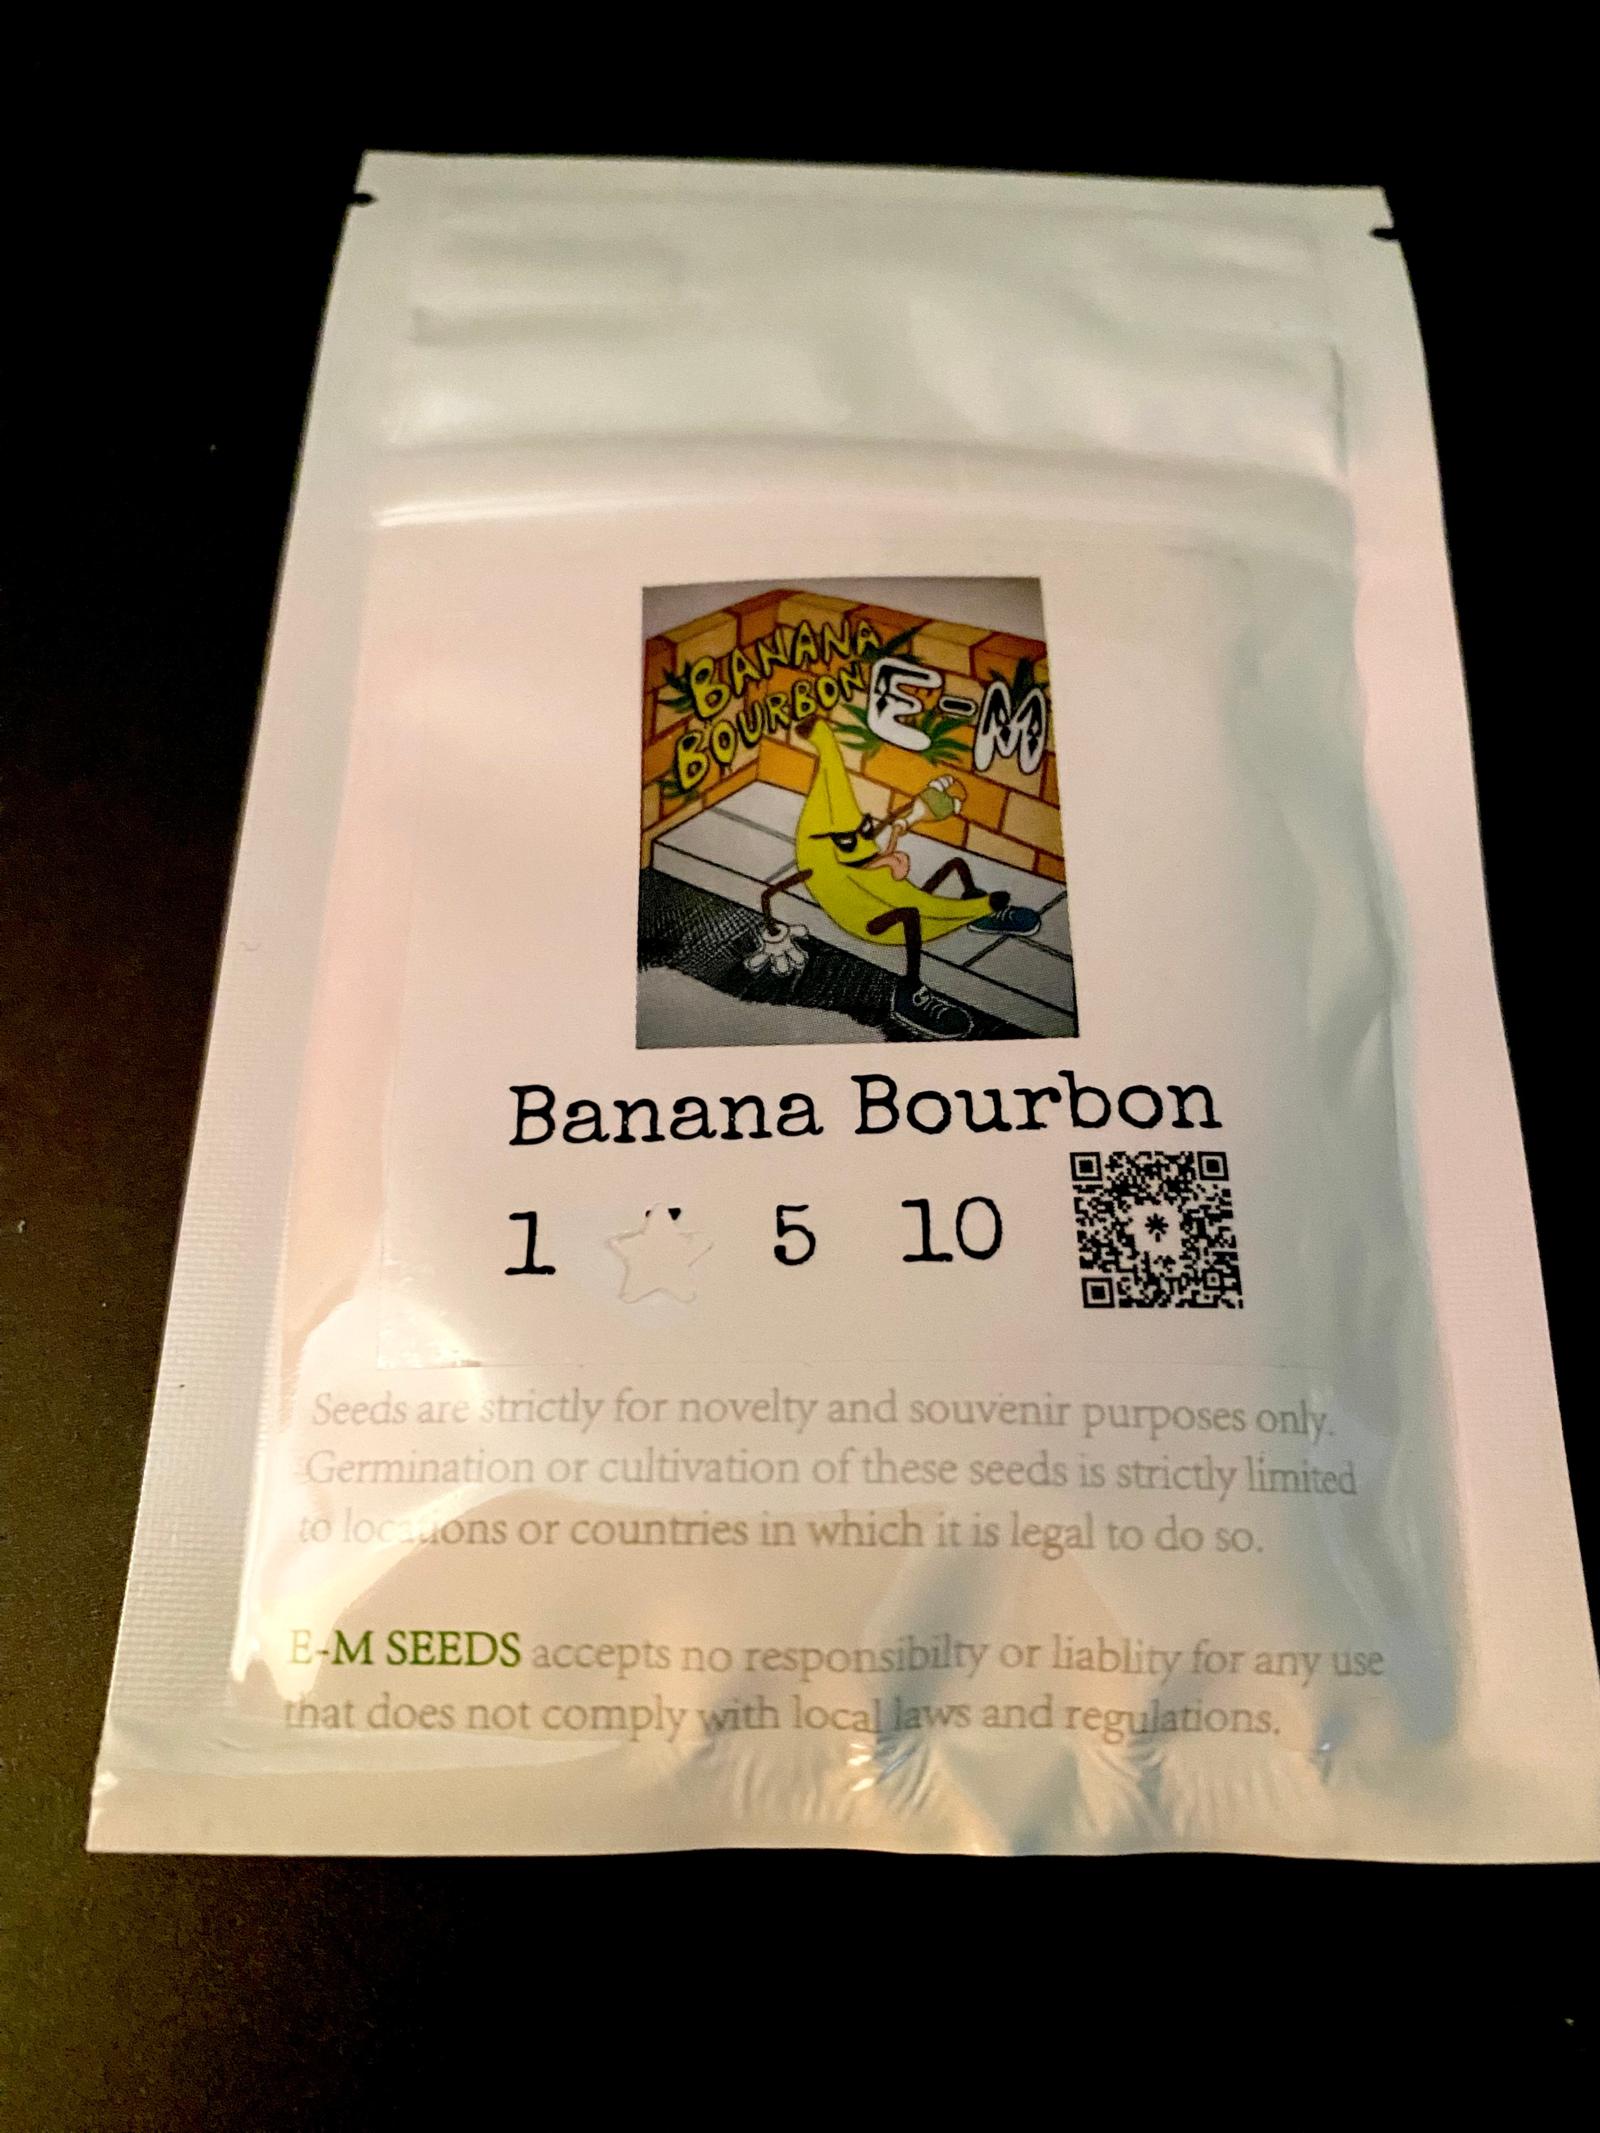 BANANA
BOURBON
E-M
Banana Bourbon
1 5 10
Seeds are strictly for novelty and souvenir purposes only.
Germination or cultivation of these seeds is strictly limited
to locations or countries in which it is legal to do so.
E-M SEEDS accepts no responsibilty or liablity for any use
that does not comply with local laws and regulations.